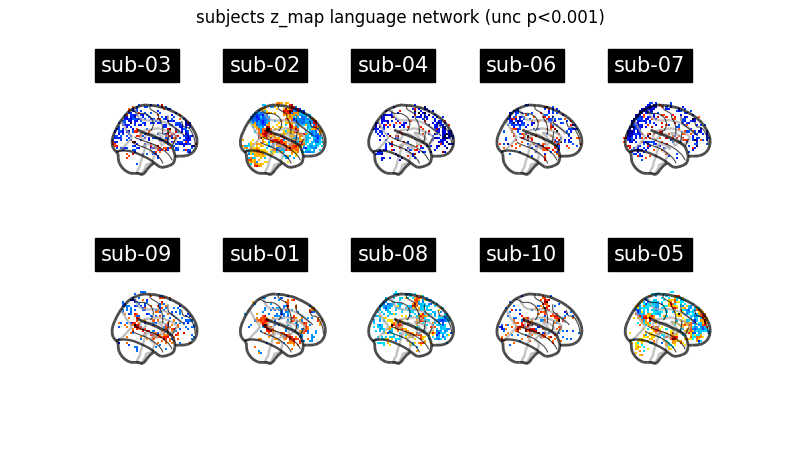 subjects z_map language network (unc p<0.001)
sub-03 sub-02 sub-04 sub-06 sub-07
sub-09 sub-01 sub-08 sub-10 sub-05